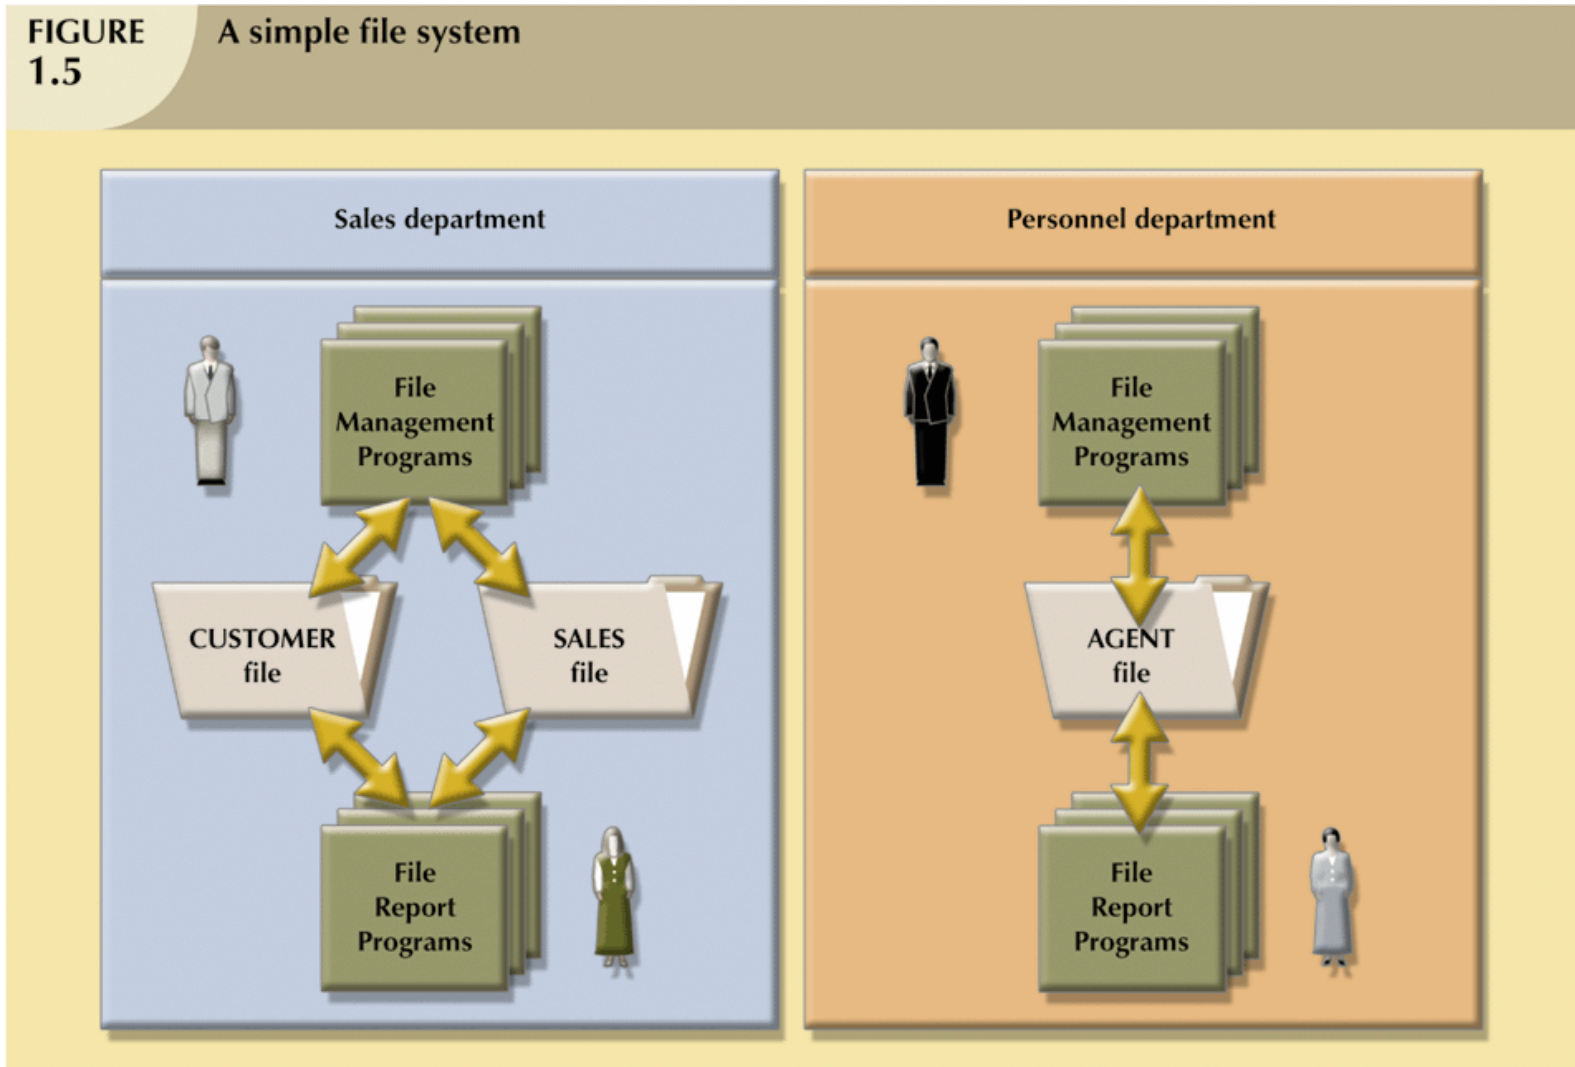 FIGURE
1.5
A simple file system
Sales department
File
Management
Programs
CUSTOMER
file
SALES
file
File
Report
Programs
Personnel department
File
Management
Programs
AGENT
file
File
Report
Programs